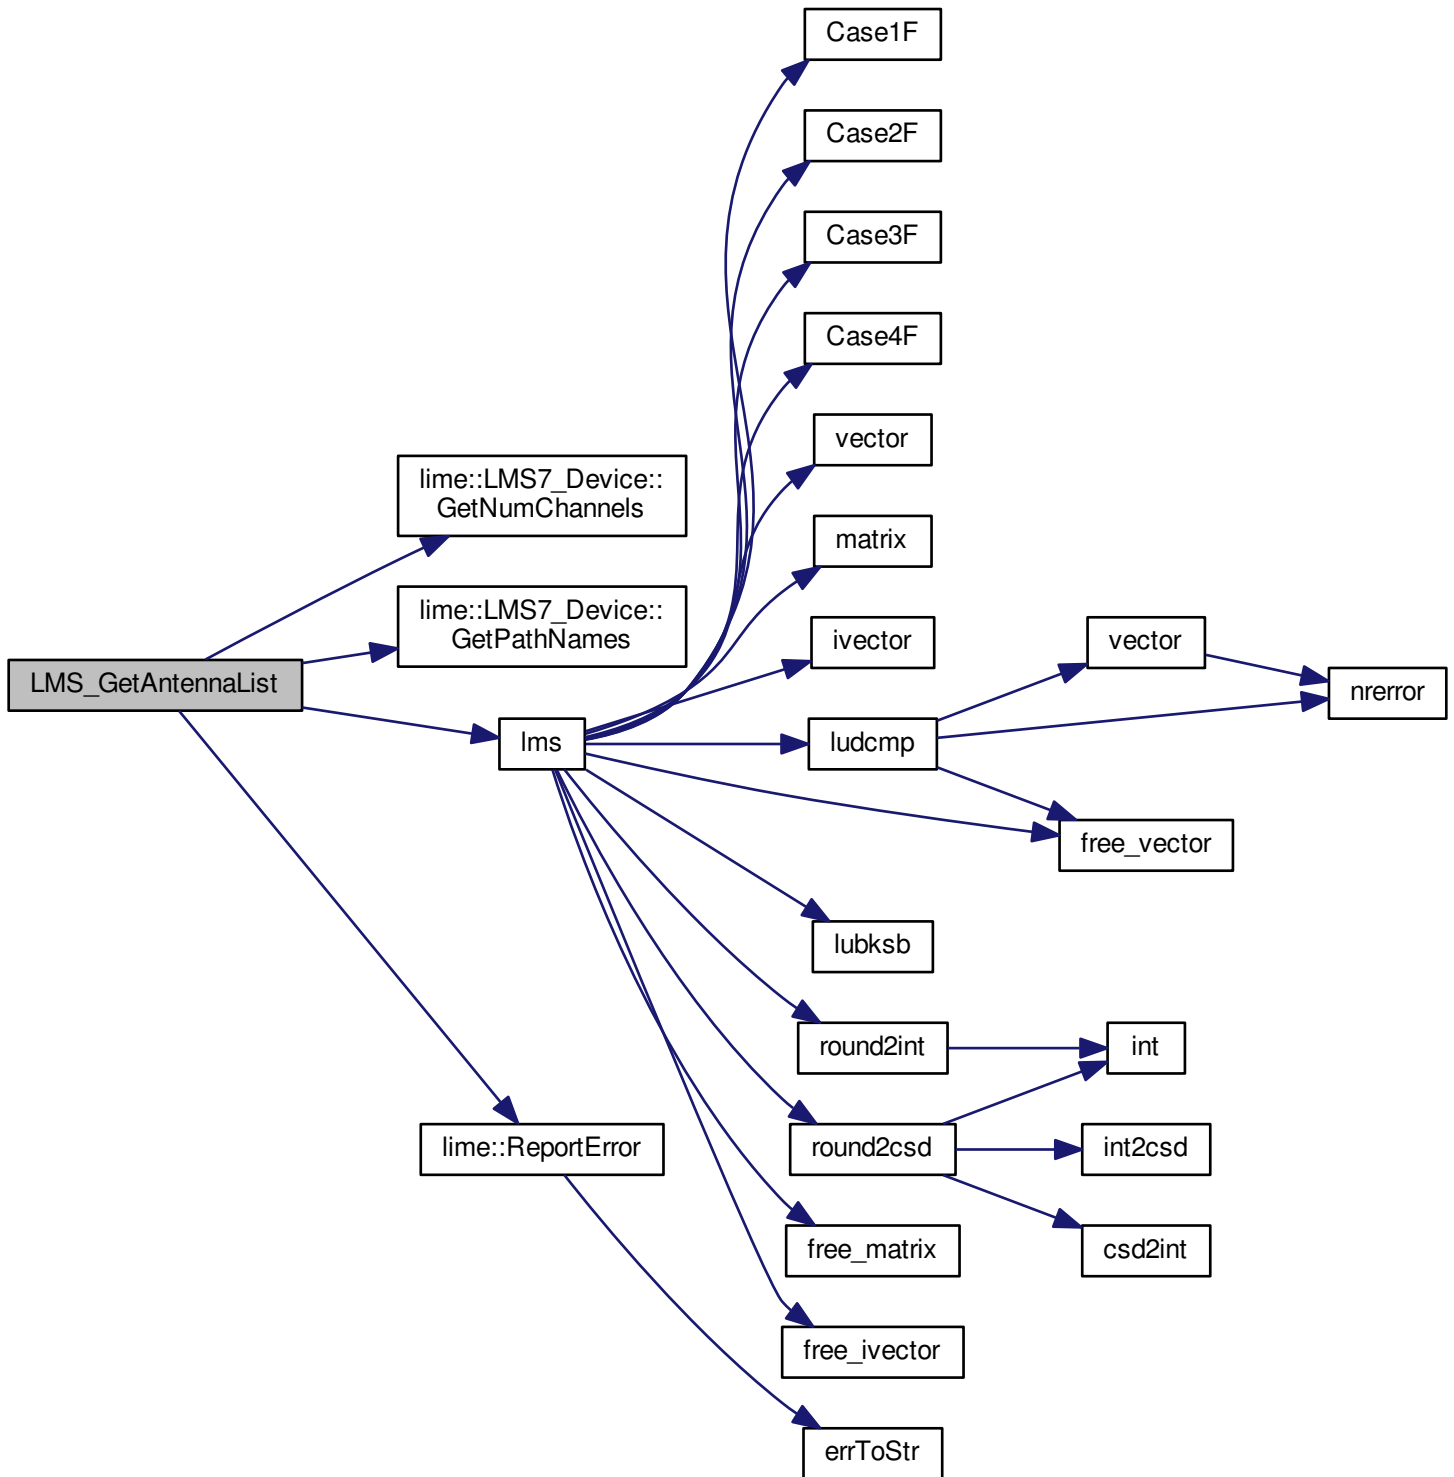 Case1F
Case2F
Case3F
Case4F
vector
lime::LMS7_Device::
GetNumChannels
matrix
lime::LMS7_Device::
GetPathNames
ivector
vector
LMS_GetAntennaList
nrerror
lms
ludcmp
free_vector
lubksb
round2int
int
lime::ReportError
round2csd
int2csd
free_matrix
csd2int
free_ivector
errToStr